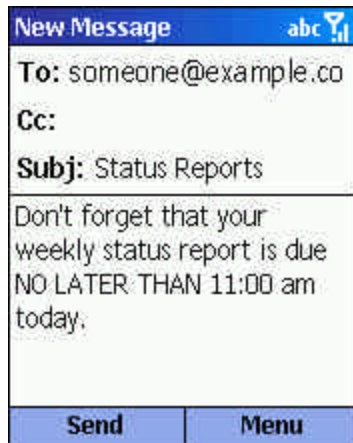 New Message abc
To: someone@example.co
Cc:
Subj: Status Reports
Don't forget that your
weekly status report is due
NO LATER THAN 11:00 am
today.
Send Menu